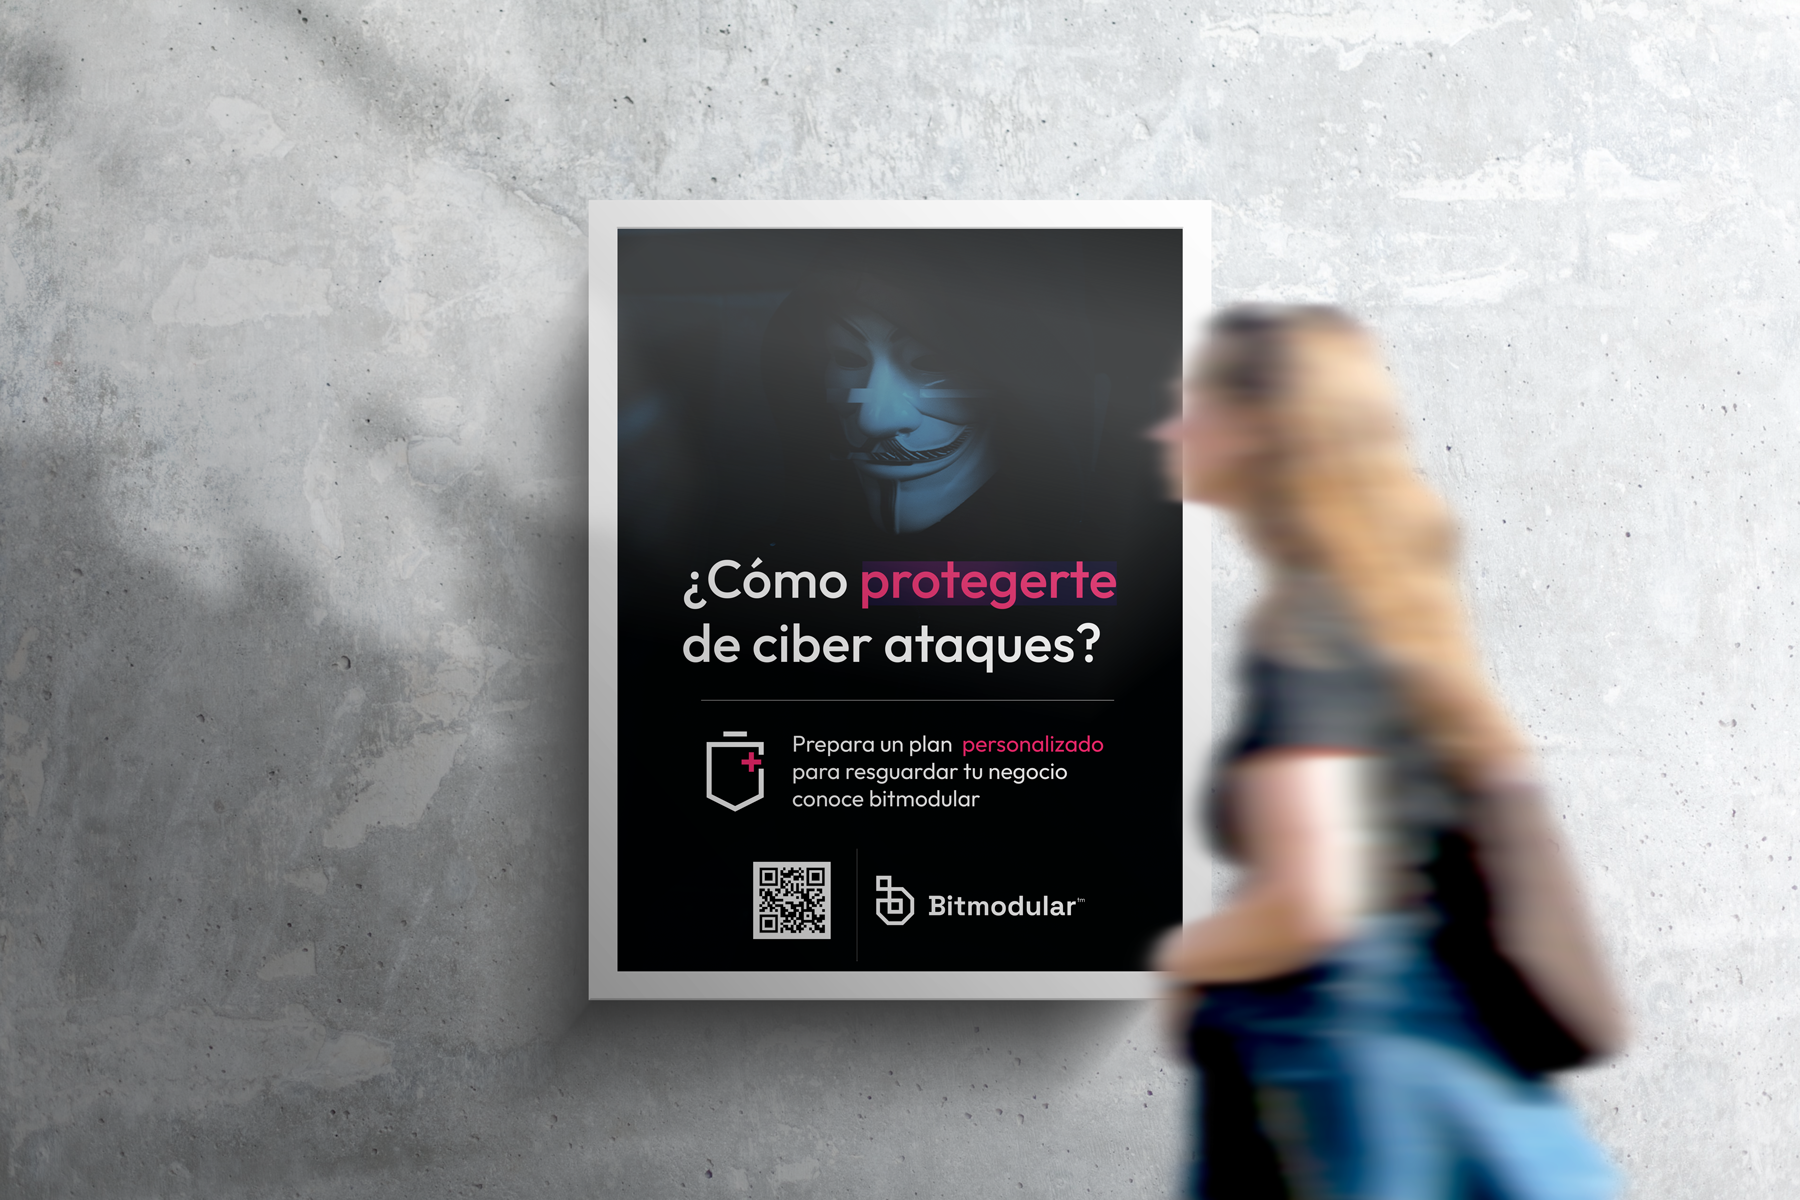 ¿Cómo protegerte
de ciber ataques?
Prepara un plan personalizado
para resguardar tu negocio
conoce bitmodular
Bitmodular™